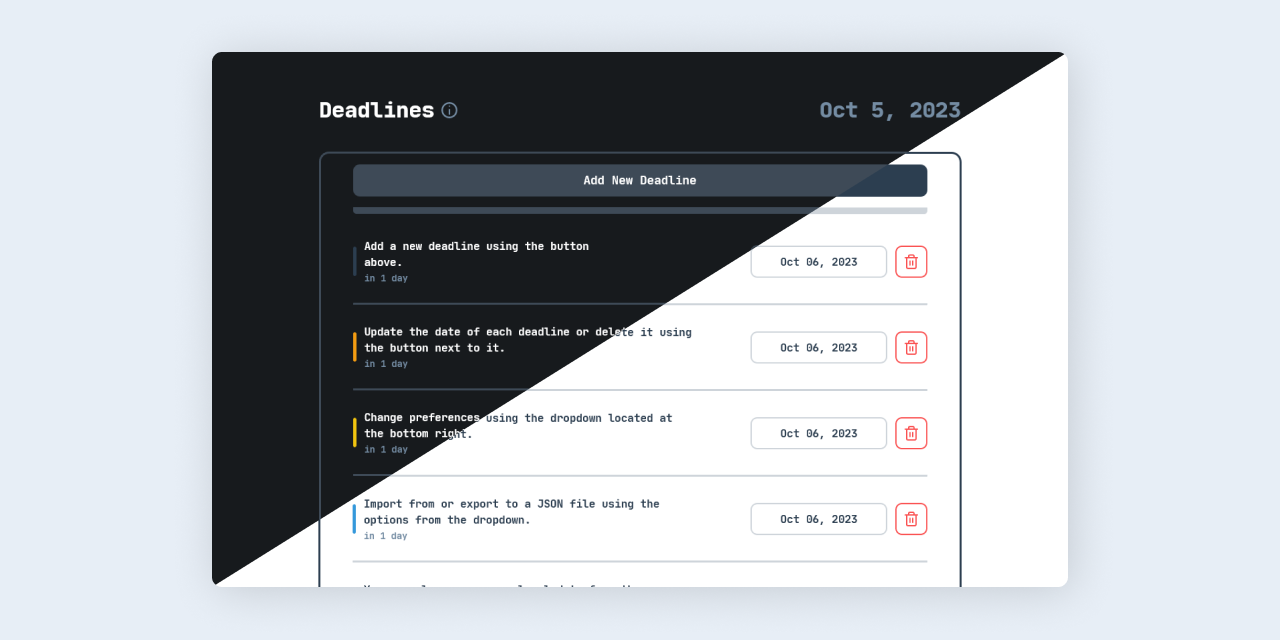 Deadlines
Oct 5, 2023
Add New Deadline
Add a new deadline using the button
above.
in 1 day
Oct 06, 2023
Update the date of each deadline or delete it using
the button next to it.
in 1 day
Oct 06, 2023
Change preferences using the dropdown located at
the bottom right.
in 1 day
Oct 06, 2023
Import from or export to a JSON file using the
options from the dropdown.
in 1 day
Oct 06, 2023